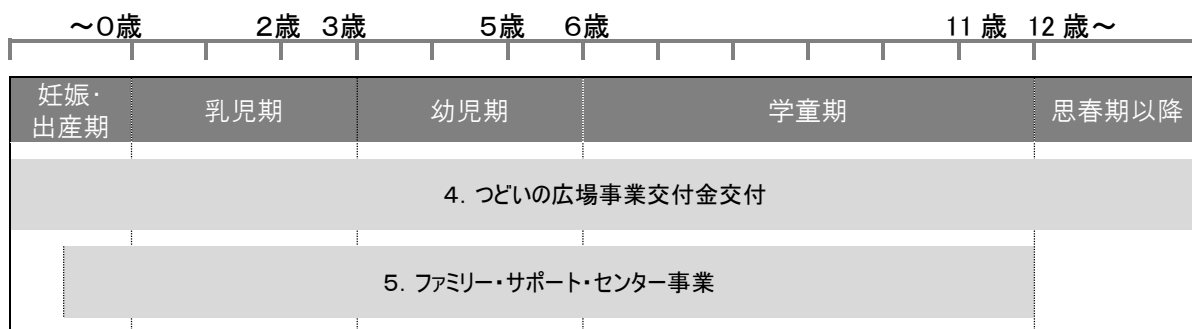 ～０歳 ２歳 ３歳 ５歳 ６歳 11 歳 12 歳～
妊娠・
出産期
乳児期
幼児期
学童期
思春期以降
４．つどいの広場事業交付金交付
５．ファミリー・サポート・センター事業